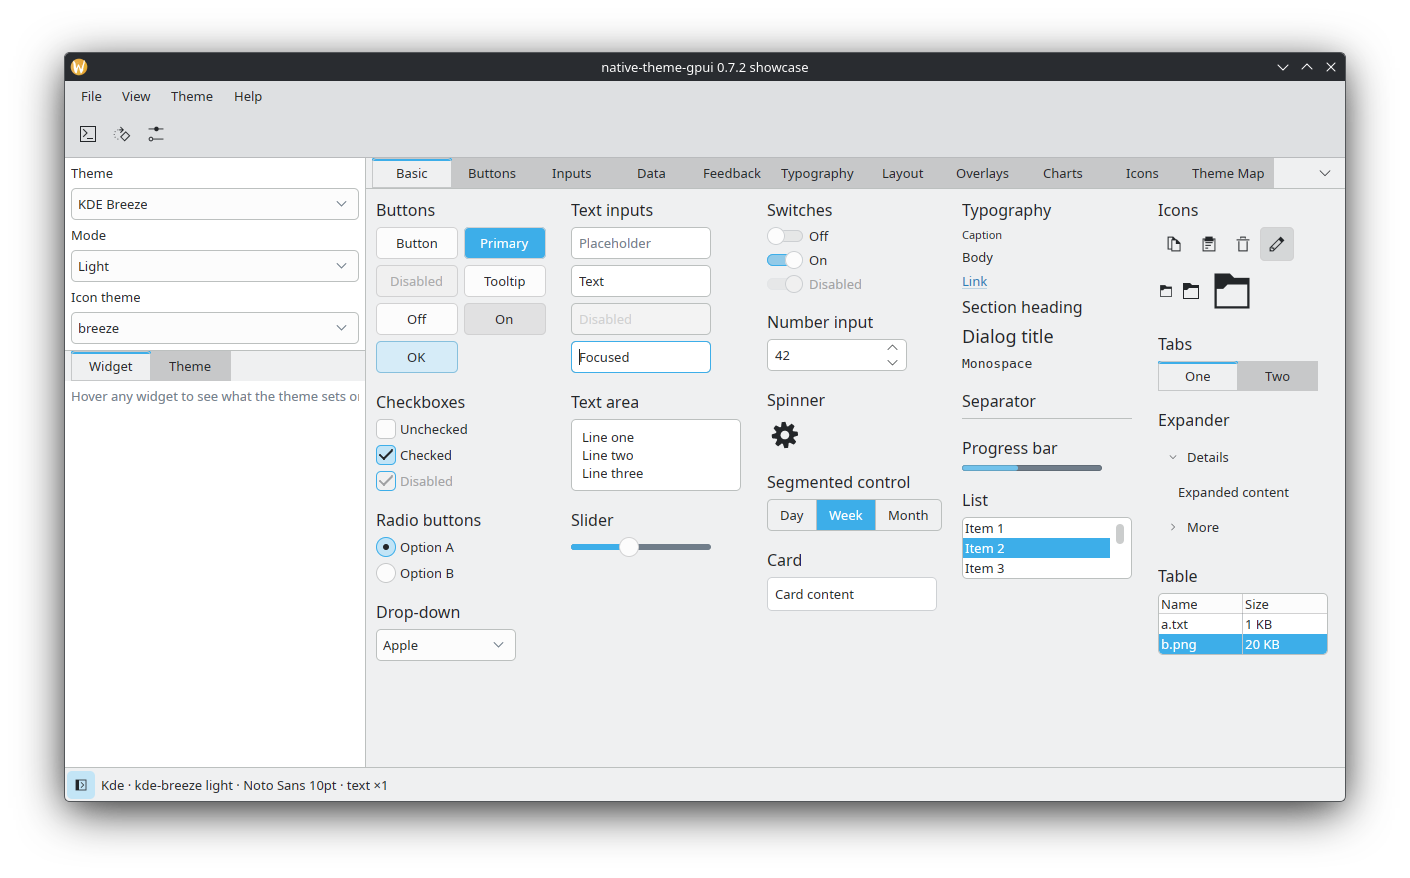 native-theme-gpui 0.7.2 showcase
File View Theme Help
Theme
KDE Breeze
Mode
Light
Icon theme
breeze
Widget Theme
Hover any widget to see what the theme sets
Basic Buttons Inputs Data Feedback Typography Layout Overlays Charts Icons Theme Map
Buttons
Button Primary
Disabled Tooltip
Off On
OK
Checkboxes
Unchecked
Checked
Disabled
Radio buttons
Option A
Option B
Drop-down
Apple
Text inputs
Placeholder
Text
Disabled
Focused
Text area
Line one
Line two
Line three
Slider
Switches
Off
On
Disabled
Number input
42
Spinner
Segmented control
Day Week Month
Card
Card content
Typography
Caption
Body
Link
Section heading
Dialog title
Monospace
Separator
Progress bar
List
Item 1
Item 2
Item 3
Icons
Tabs
One Two
Expander
Details
Expanded content
More
Table
Name Size
a.txt 1 KB
b.png 20 KB
Kde · kde-breeze light · Noto Sans 10pt · text ×1